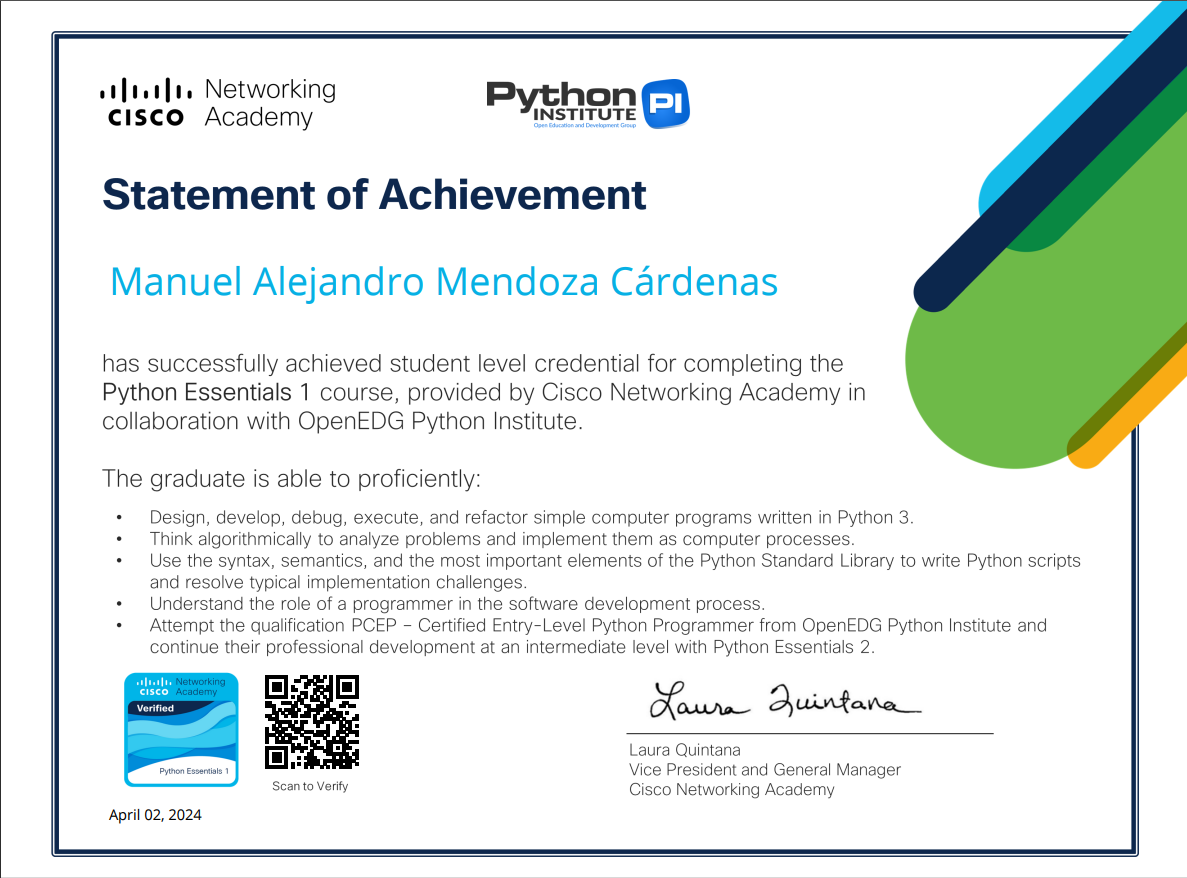 CISCO Networking Academy
Python INSTITUTE PI
Open Education and Development Group
Statement of Achievement
Manuel Alejandro Mendoza Cárdenas
has successfully achieved student level credential for completing the
Python Essentials 1 course, provided by Cisco Networking Academy in
collaboration with OpenEDG Python Institute.
The graduate is able to proficiently:
• Design, develop, debug, execute, and refactor simple computer programs written in Python 3.
• Think algorithmically to analyze problems and implement them as computer processes.
• Use the syntax, semantics, and the most important elements of the Python Standard Library to write Python scripts
and resolve typical implementation challenges.
• Understand the role of a programmer in the software development process.
• Attempt the qualification PCEP – Certified Entry-Level Python Programmer from OpenEDG Python Institute and
continue their professional development at an intermediate level with Python Essentials 2.
CISCO Networking Academy
Verified
Python Essentials 1
Scan to Verify
April 02, 2024
Laura Quintana
Laura Quintana
Vice President and General Manager
Cisco Networking Academy